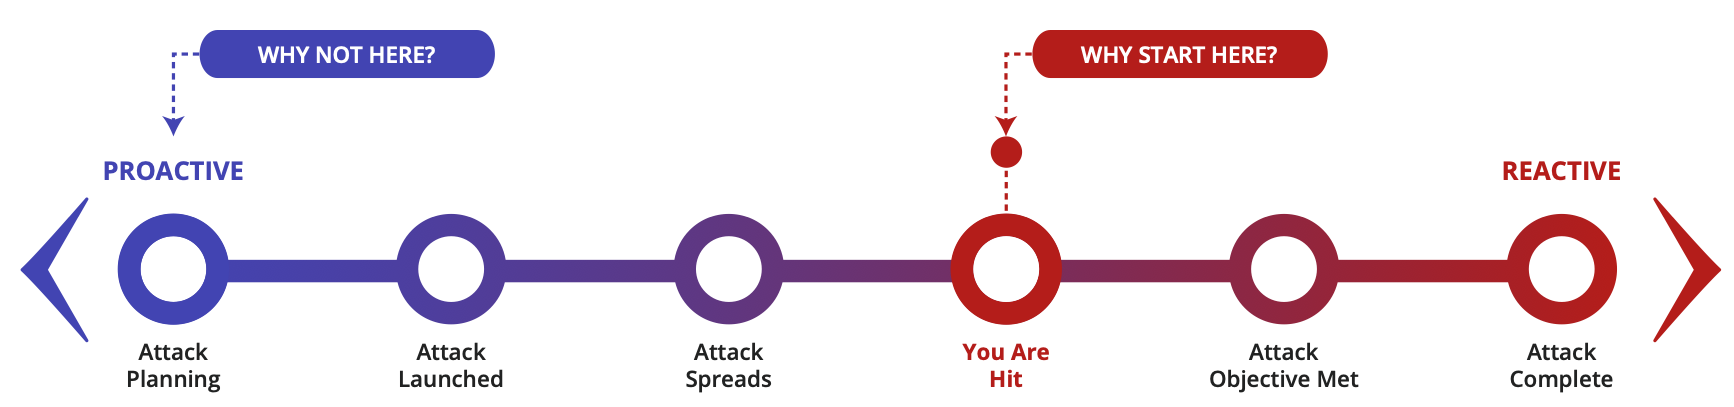 WHY NOT HERE?
WHY START HERE?
PROACTIVE
REACTIVE
Attack
Planning
Attack
Launched
Attack
Spreads
You Are
Hit
Attack
Objective Met
Attack
Complete